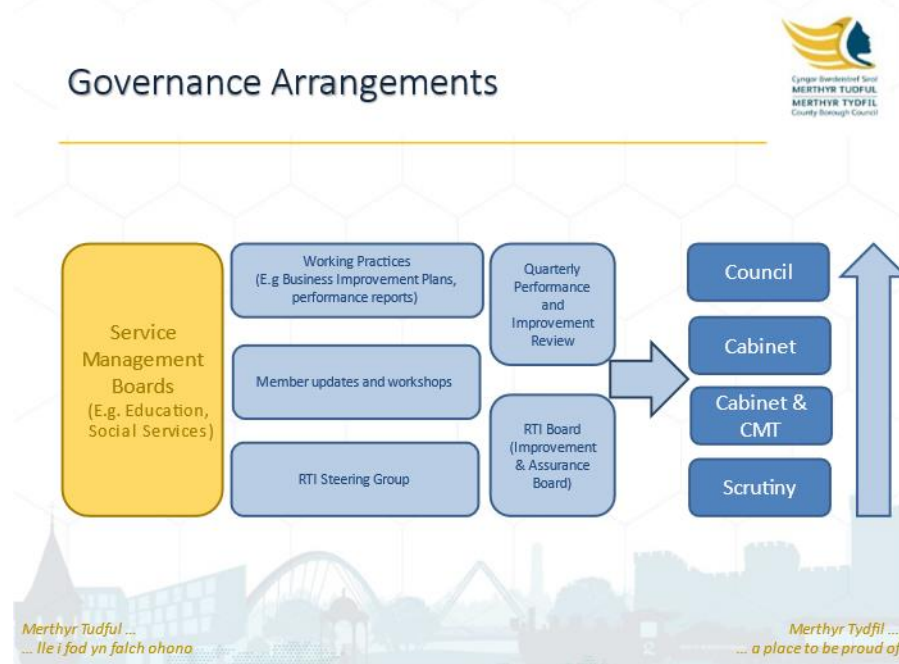 Governance Arrangements
Cyngor Bwrdeistref Sirol
MERTHYR TUDFUL
MERTHYR TYDFIL
County Borough Council
Service
Management
Boards
(E.g. Education,
Social Services)
Working Practices
(E.g Business Improvement Plans,
performance reports)
Member updates and workshops
RTI Steering Group
Quarterly
Performance
and
Improvement
Review
RTI Board
(Improvement
& Assurance
Board)
Council
Cabinet
Cabinet &
CMT
Scrutiny
Merthyr Tudful ...
... lle i fod yn falch ohono
Merthyr Tydfil ...
... a place to be proud of